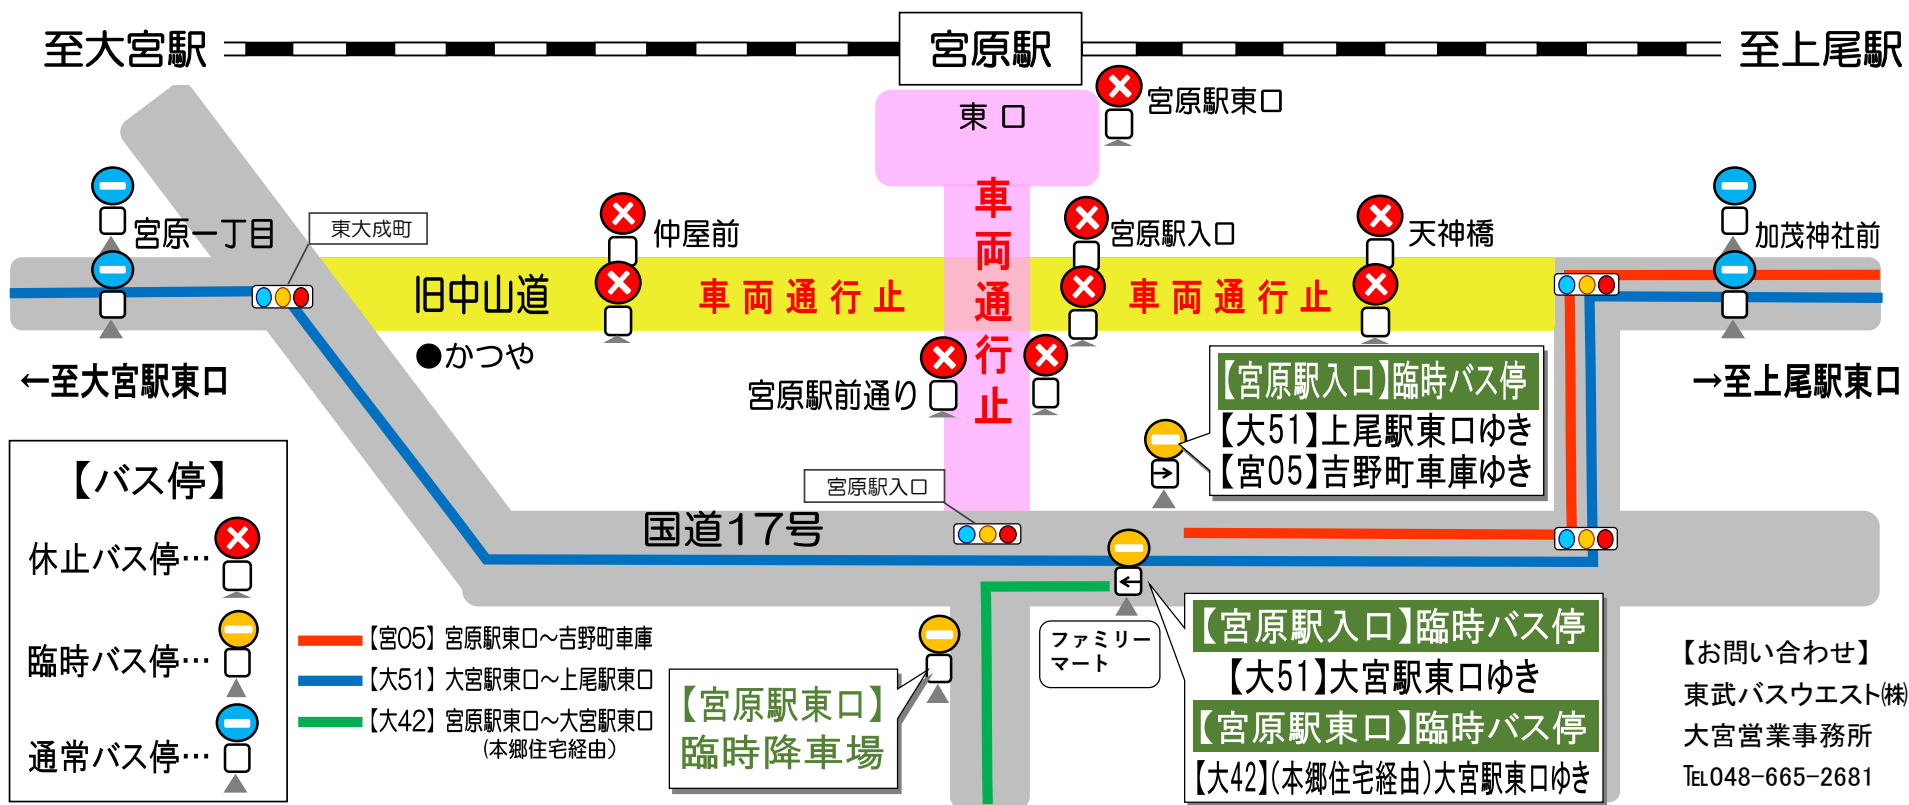 至大宮駅
宮原駅
至上尾駅
東口
宮原駅東口
車両通行止
宮原一丁目
東大成町
仲屋前
宮原駅入口
天神橋
加茂神社前
旧中山道
車両通行止
車両通行止
●かつや
←至大宮駅東口
宮原駅前通り
→至上尾駅東口
【宮原駅入口】臨時バス停
【大51】上尾駅東口ゆき
【宮05】吉野町車庫ゆき
宮原駅入口
国道17号
【バス停】
休止バス停…
臨時バス停…
通常バス停…
【宮05】宮原駅東口~吉野町車庫
【大51】大宮駅東口~上尾駅東口
【大42】宮原駅東口~大宮駅東口
(本郷住宅経由)
【宮原駅東口】
臨時降車場
ファミリー
マート
【宮原駅入口】臨時バス停
【大51】大宮駅東口ゆき
【宮原駅東口】臨時バス停
【大42】(本郷住宅経由)大宮駅東口ゆき
【お問い合わせ】
東武バスウエスト㈱
大宮営業事務所
℡048-665-2681